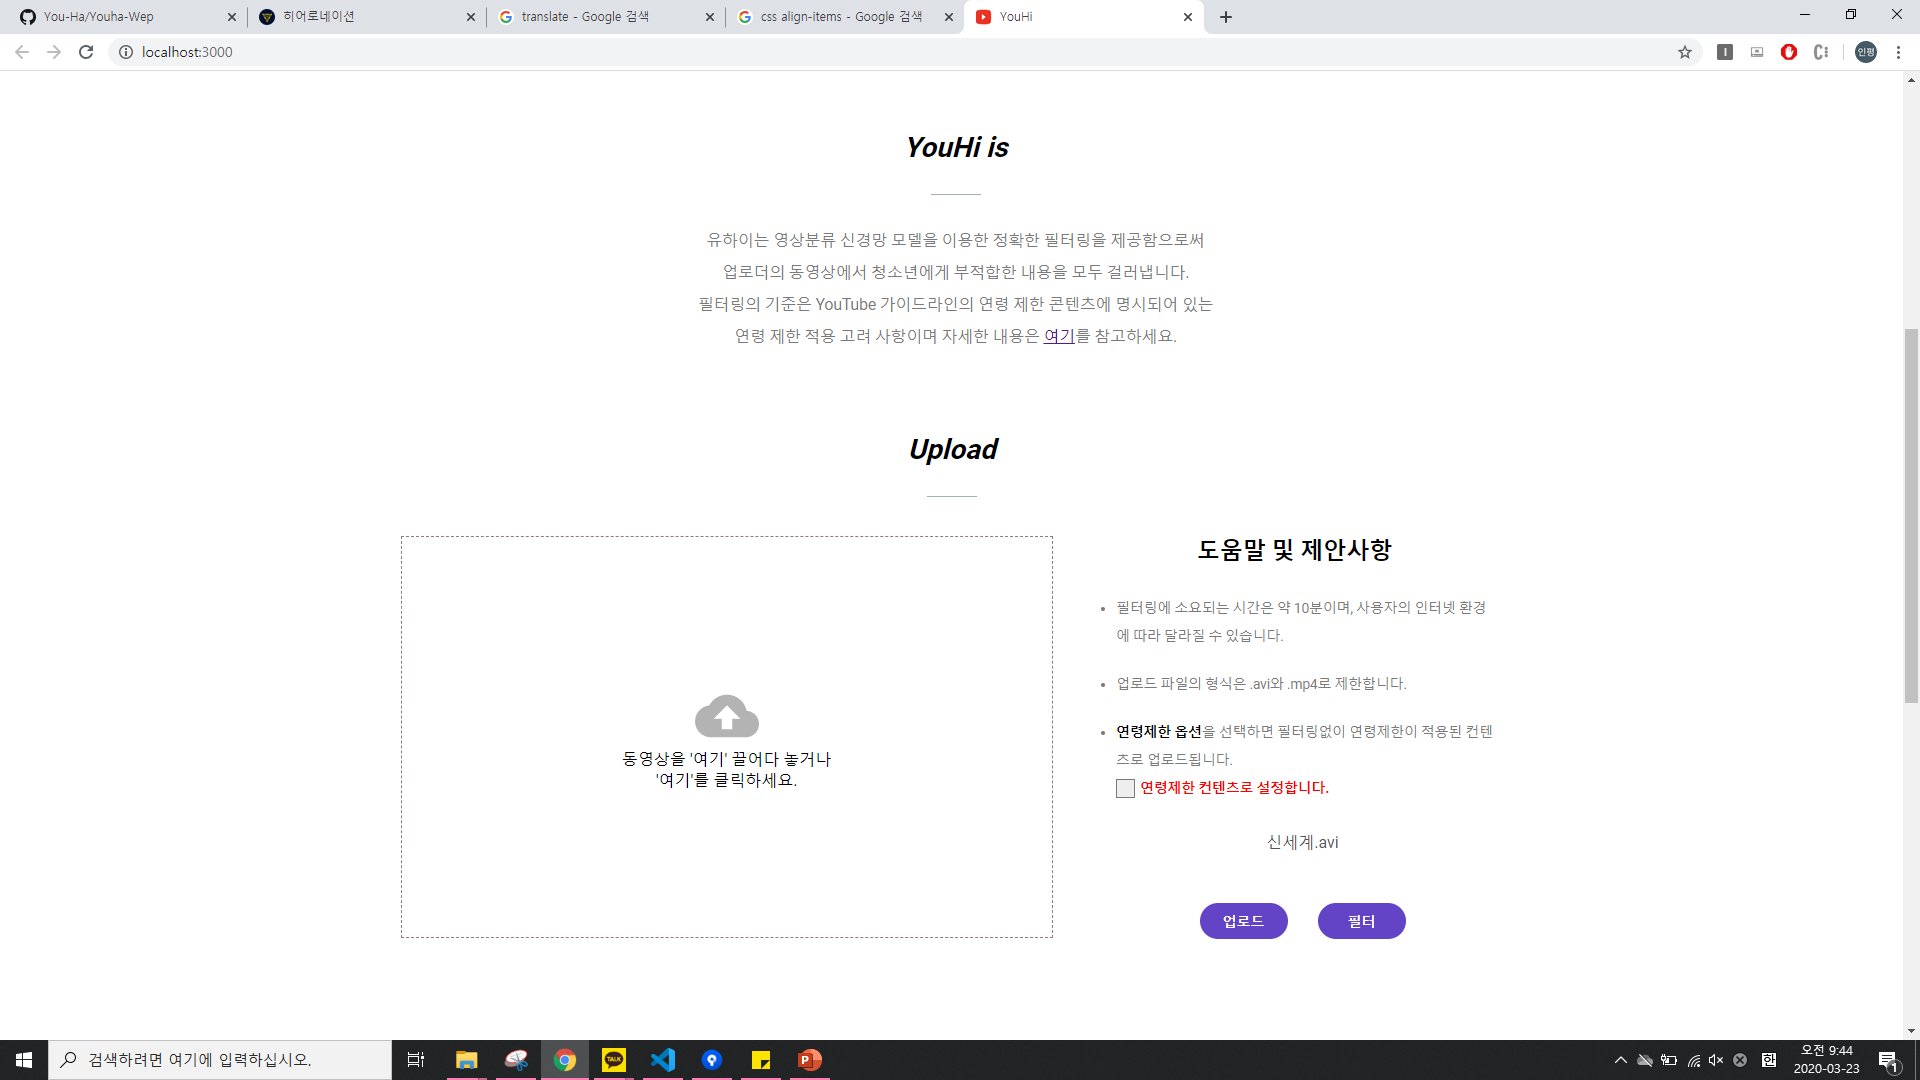 You-Ha/Youha-Wep
히어로네이션
translate - Google 검색
css align-items - Google 검색
YouHi
localhost:3000
인평
YouHi is
유하이는 영상분류 신경망 모델을 이용한 정확한 필터링을 제공함으로써
업로더의 동영상에서 청소년에게 부적합한 내용을 모두 걸러냅니다.
필터링의 기준은 YouTube 가이드라인의 연령 제한 콘텐츠에 명시되어 있는
연령 제한 적용 고려 사항이며 자세한 내용은 여기를 참고하세요.
Upload
동영상을 '여기' 끌어다 놓거나
'여기'를 클릭하세요.
도움말 및 제안사항
• 필터링에 소요되는 시간은 약 10분이며, 사용자의 인터넷 환경
에 따라 달라질 수 있습니다.
• 업로드 파일의 형식은 .avi와 .mp4로 제한합니다.
• 연령제한 옵션을 선택하면 필터링없이 연령제한이 적용된 컨텐
츠로 업로드됩니다.
연령제한 컨텐츠로 설정합니다.
신세계.avi
업로드
필터
검색하려면 여기에 입력하십시오.
TALK
P
한
오전 9:44
2020-03-23
1